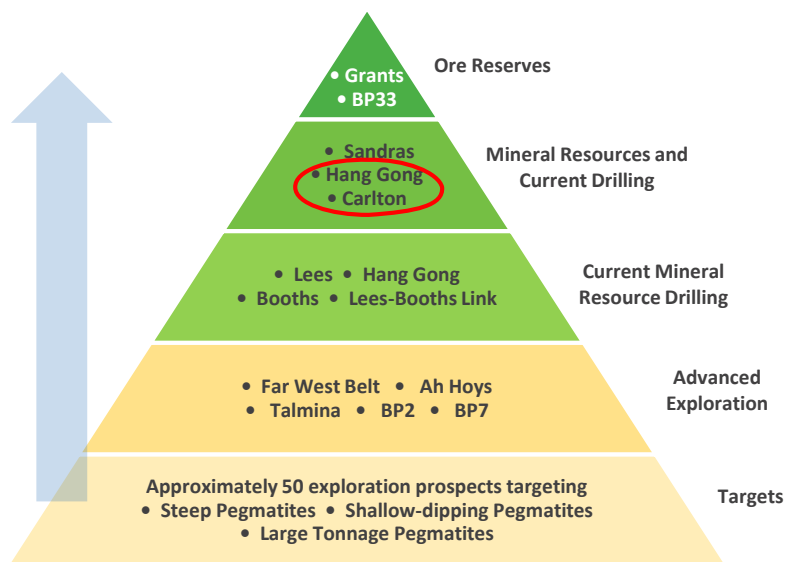 • Grants
• BP33
Ore Reserves
• Sandras
• Hang Gong
• Carlton
Mineral Resources and
Current Drilling
• Lees • Hang Gong
• Booths • Lees-Booths Link
Current Mineral
Resource Drilling
• Far West Belt • Ah Hoys
• Talmina • BP2 • BP7
Advanced
Exploration
Approximately 50 exploration prospects targeting
• Steep Pegmatites • Shallow-dipping Pegmatites
• Large Tonnage Pegmatites
Targets